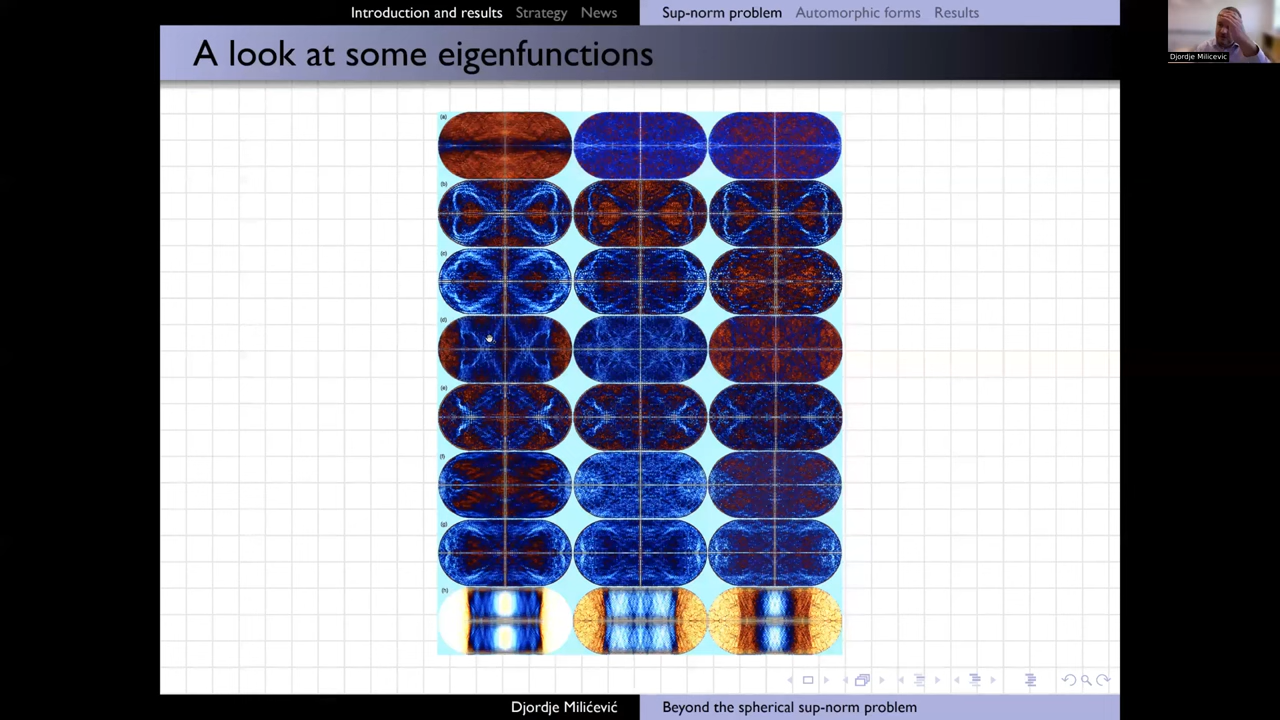 Introduction and results Strategy News Sup-norm problem Automorphic forms Results
A look at some eigenfunctions
Djordje Milicevic
(a)
(b)
(c)
(d)
(e)
(f)
(g)
(h)
Djordje Milićević Beyond the spherical sup-norm problem